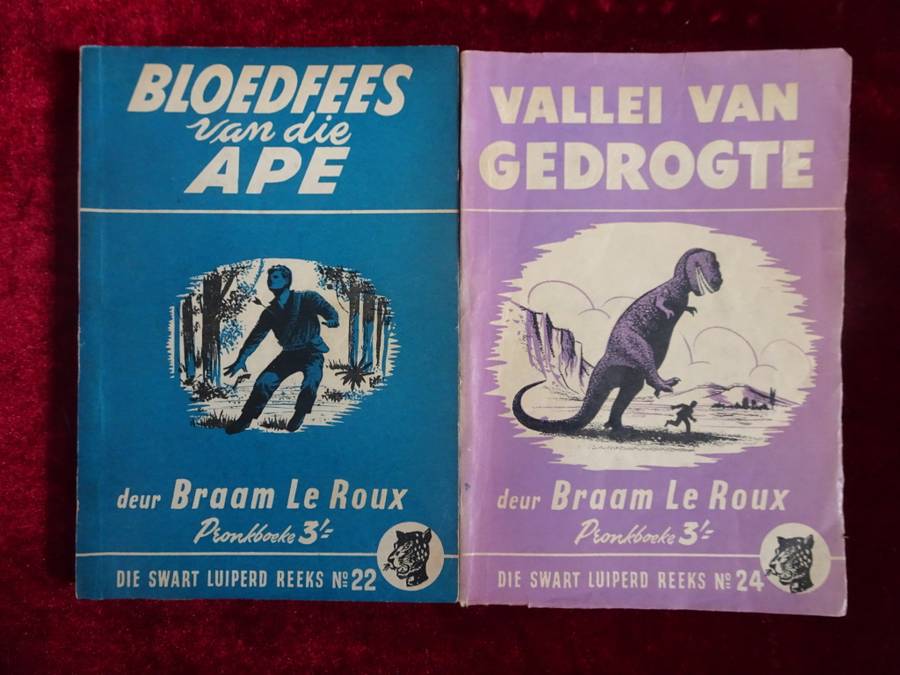 BLOEDFEES
van die
APE
deur Braam Le Roux
Pronkboeke 3/-
DIE SWART LUIPERD REEKS No 22
VALLEI VAN
GEDROGTE
deur Braam Le Roux
Pronkboeke 3/-
DIE SWART LUIPERD REEKS No 24